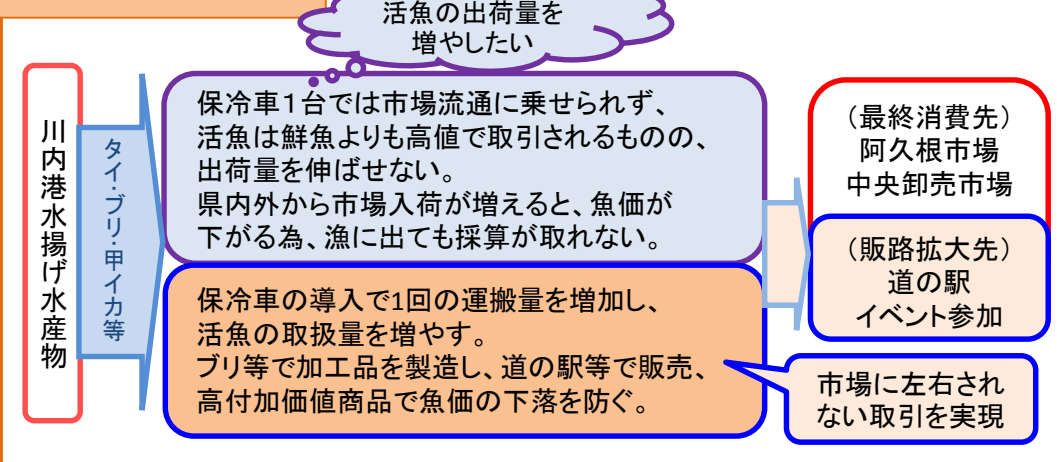 活魚の出荷量を
増やしたい
川内港水揚げ水産物
タイ・ブリ・甲イカ等
保冷車１台では市場流通に乗せられず、
活魚は鮮魚よりも高値で取引されるものの、
出荷量を伸ばせない。
県内外から市場入荷が増えると、魚価が
下がる為、漁に出ても採算が取れない。
保冷車の導入で1回の運搬量を増加し、
活魚の取扱量を増やす。
ブリ等で加工品を製造し、道の駅等で販売、
高付加価値商品で魚価の下落を防ぐ。
（最終消費先）
阿久根市場
中央卸売市場
（販路拡大先）
道の駅
イベント参加
市場に左右され
ない取引を実現